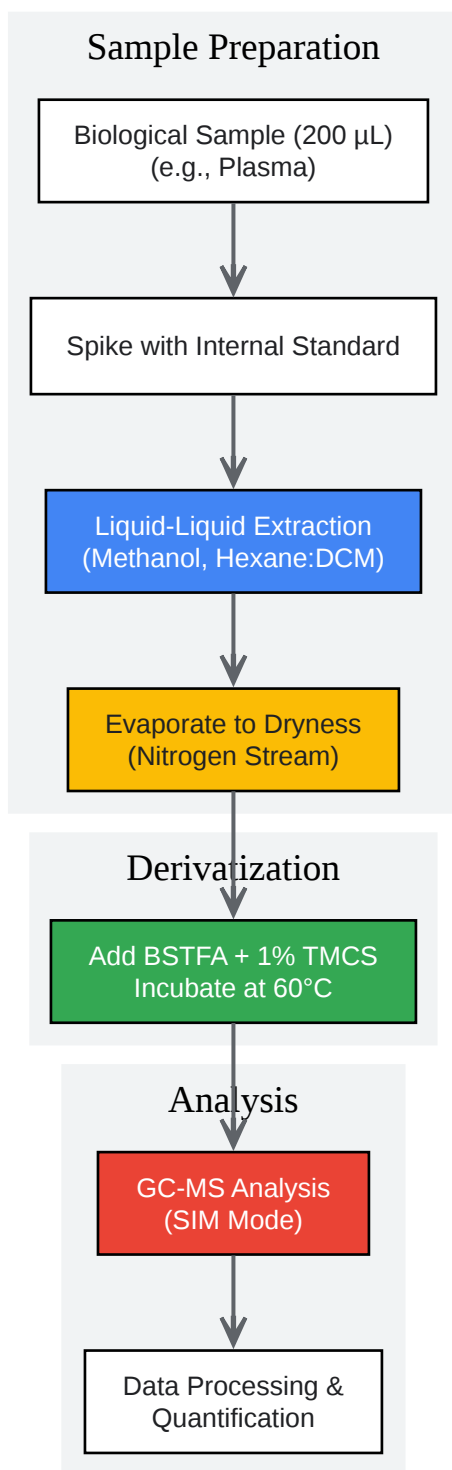 Sample Preparation
Biological Sample (200 µL)
(e.g., Plasma)
Spike with Internal Standard
Liquid-Liquid Extraction
(Methanol, Hexane:DCM)
Evaporate to Dryness
(Nitrogen Stream)
Derivatization
Add BSTFA + 1% TMCS
Incubate at 60°C
Analysis
GC-MS Analysis
(SIM Mode)
Data Processing &
Quantification